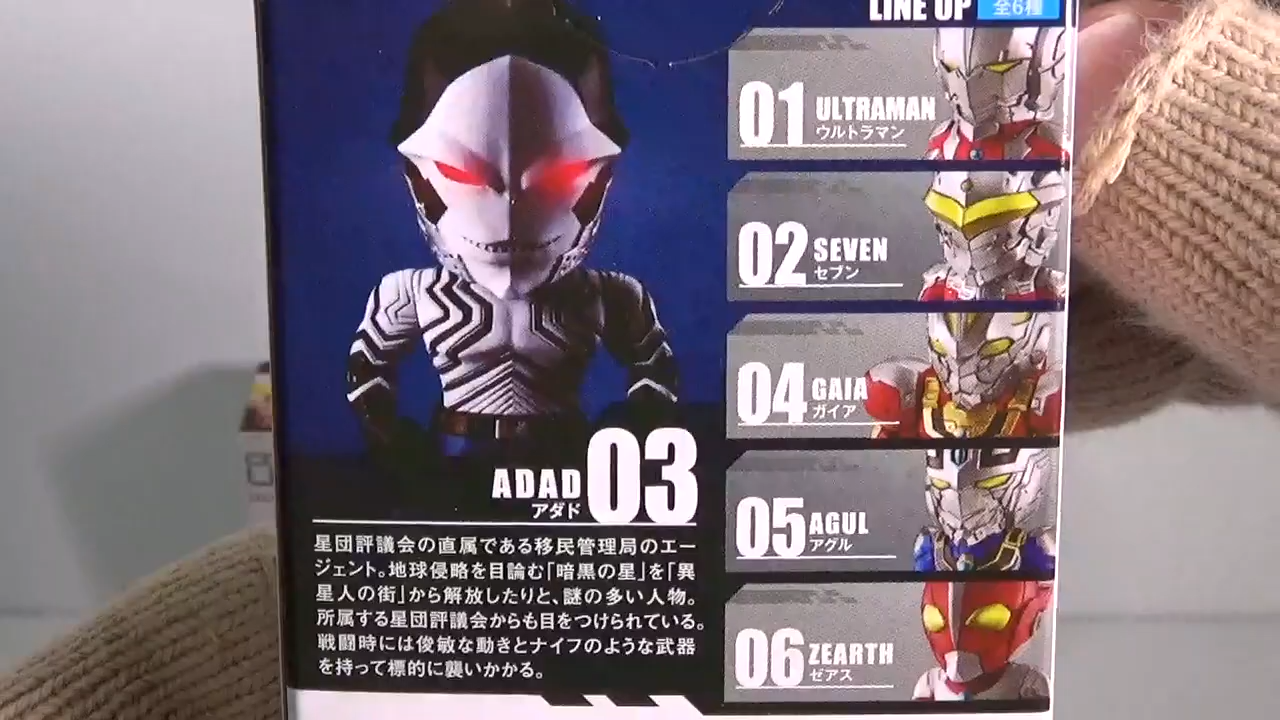 LINE UP 全6種
01 ULTRAMAN
ウルトラマン
02 SEVEN
セブン
04 GAIA
ガイア
05 AGUL
アグル
06 ZEARTH
ゼアス
ADAD 03
アダド
星団評議会の直属である移民管理局のエー
ジェント。地球侵略を目論む「暗黒の星」を「異
星人の街」から解放したりと、謎の多い人物。
所属する星団評議会からも目をつけられている。
戦闘時には俊敏な動きとナイフのような武器
を持って標的に襲いかかる。